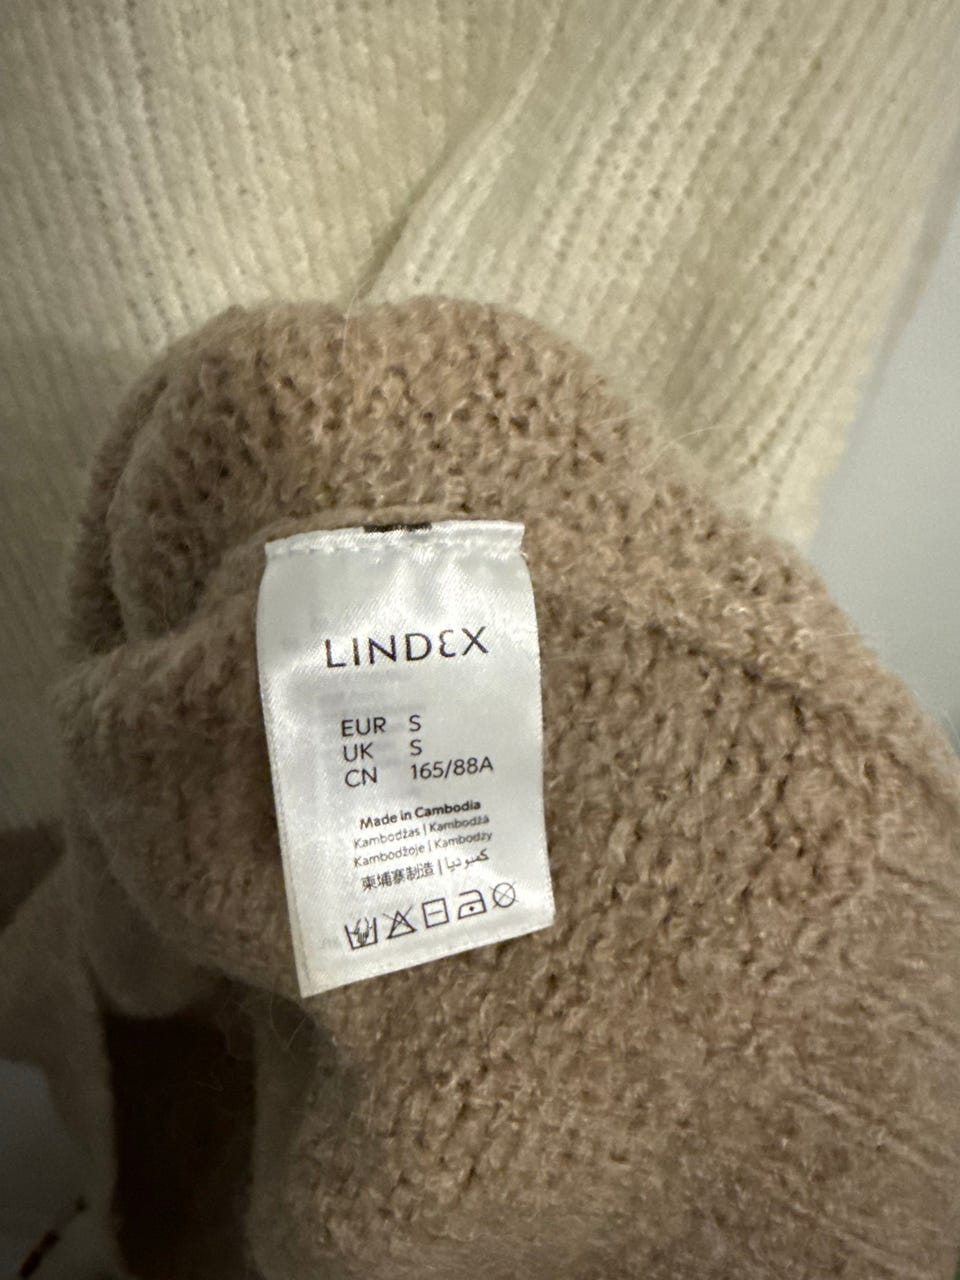 LINDEX
EUR S
UK S
CN 165/88A
Made in Cambodia
Kambodžas | Kambodža
Kambodžoje | Kambodży
柬埔寨制造 | كمبوديا